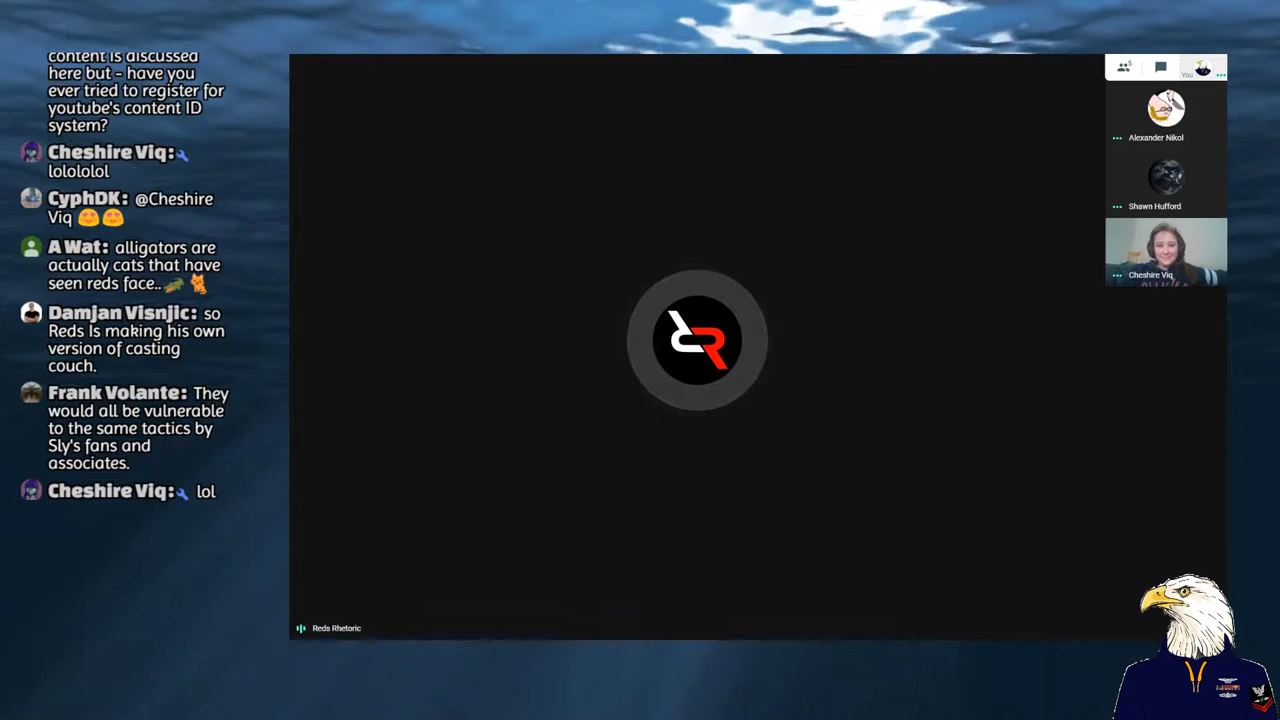 content is discussed
here but - have you
ever tried to register for
youtube's content ID
system?
Cheshire Viq:
lolololol
CyphDK: @Cheshire
Viq 😍😍
A Wat: alligators are
actually cats that have
seen reds face..🐊🐈
Damjan Visnjic: so
Reds Is making his own
version of casting
couch.
Frank Volante: They
would all be vulnerable
to the same tactics by
Sly's fans and
associates.
Cheshire Viq: lol
5
You
Alexander Nikol
Shawn Hufford
Cheshire Viq
R
Reds Rhetoric